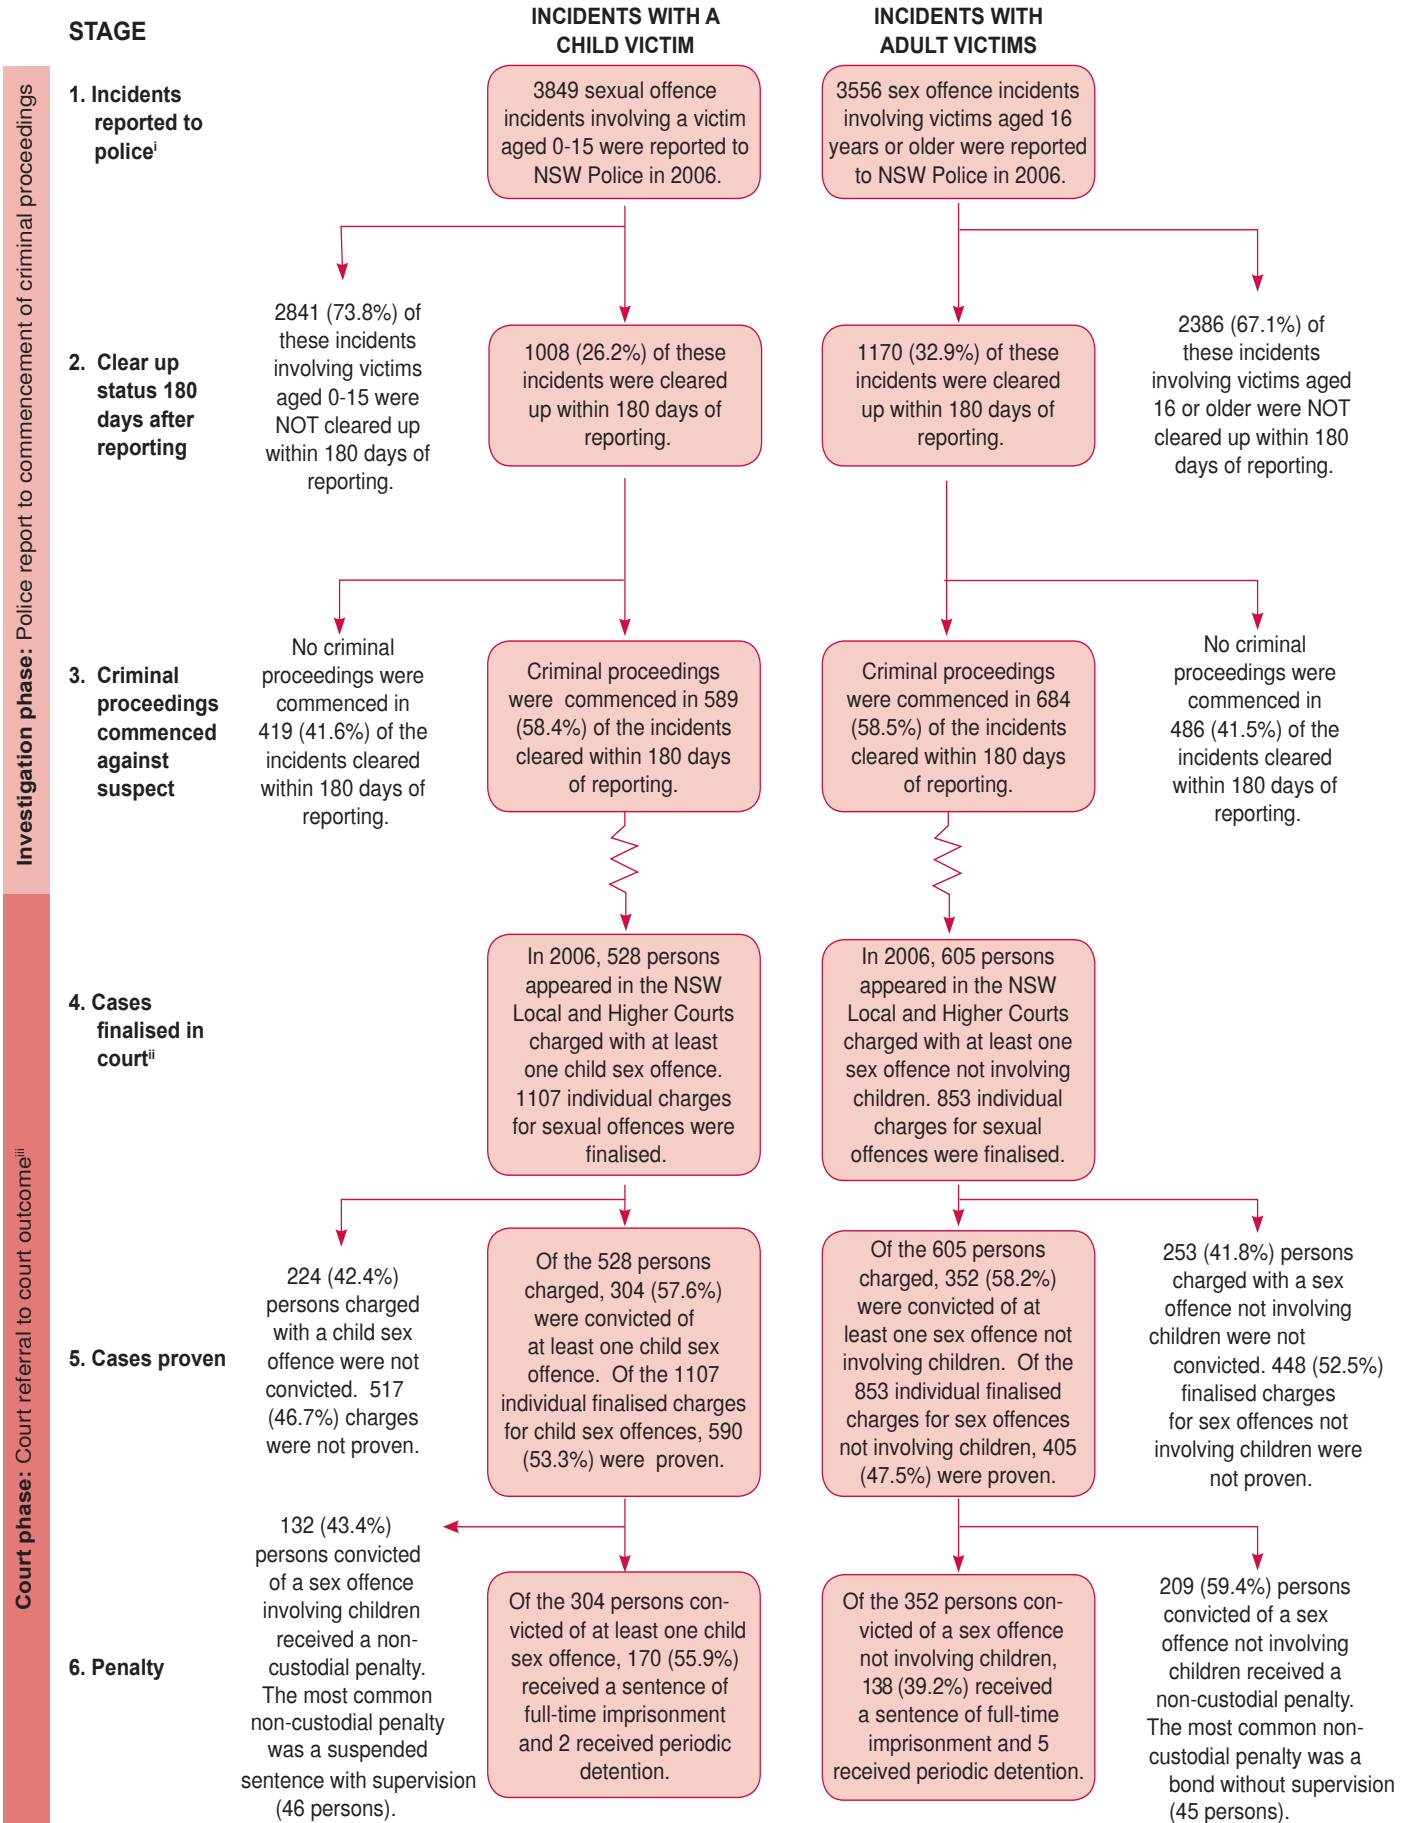 STAGE
INCIDENTS WITH A
CHILD VICTIM
INCIDENTS WITH
ADULT VICTIMS
Investigation phase: Police report to commencement of criminal proceedings
1. Incidents
reported to
policeⁱ
3849 sexual offence
incidents involving a victim
aged 0-15 were reported to
NSW Police in 2006.
3556 sex offence incidents
involving victims aged 16
years or older were reported
to NSW Police in 2006.
2. Clear up
status 180
days after
reporting
2841 (73.8%) of
these incidents
involving victims
aged 0-15 were
NOT cleared up
within 180 days of
reporting.
1008 (26.2%) of these
incidents were cleared
up within 180 days of
reporting.
1170 (32.9%) of these
incidents were cleared
up within 180 days of
reporting.
2386 (67.1%) of
these incidents
involving victims aged
16 or older were NOT
cleared up within 180
days of reporting.
3. Criminal
proceedings
commenced
against
suspect
No criminal
proceedings were
commenced in
419 (41.6%) of the
incidents cleared
within 180 days of
reporting.
Criminal proceedings
were commenced in 589
(58.4%) of the incidents
cleared within 180 days
of reporting.
Criminal proceedings
were commenced in 684
(58.5%) of the incidents
cleared within 180 days
of reporting.
No criminal
proceedings were
commenced in
486 (41.5%) of the
incidents cleared
within 180 days of
reporting.
Court phase: Court referral to court outcomeⁱⁱⁱ
4. Cases
finalised in
courtⁱⁱ
In 2006, 528 persons
appeared in the NSW
Local and Higher Courts
charged with at least
one child sex offence.
1107 individual charges
for sexual offences were
finalised.
In 2006, 605 persons
appeared in the NSW
Local and Higher Courts
charged with at least one
sex offence not involving
children. 853 individual
charges for sexual
offences were finalised.
5. Cases proven
224 (42.4%)
persons charged
with a child sex
offence were not
convicted. 517
(46.7%) charges
were not proven.
Of the 528 persons
charged, 304 (57.6%)
were convicted of
at least one child sex
offence. Of the 1107
individual finalised charges
for child sex offences, 590
(53.3%) were proven.
Of the 605 persons
charged, 352 (58.2%)
were convicted of at
least one sex offence not
involving children. Of the
853 individual finalised
charges for sex offences
not involving children, 405
(47.5%) were proven.
253 (41.8%) persons
charged with a sex
offence not involving
children were not
convicted. 448 (52.5%)
finalised charges
for sex offences not
involving children were
not proven.
6. Penalty
132 (43.4%)
persons convicted
of a sex offence
involving children
received a non-
custodial penalty.
The most common
non-custodial penalty
was a suspended
sentence with supervision
(46 persons).
Of the 304 persons con-
victed of at least one child
sex offence, 170 (55.9%)
received a sentence of
full-time imprisonment
and 2 received periodic
detention.
Of the 352 persons con-
victed of a sex offence
not involving children,
138 (39.2%) received
a sentence of full-time
imprisonment and 5
received periodic detention.
209 (59.4%) persons
convicted of a sex
offence not involving
children received a
non-custodial penalty.
The most common non-
custodial penalty was a
bond without supervision
(45 persons).